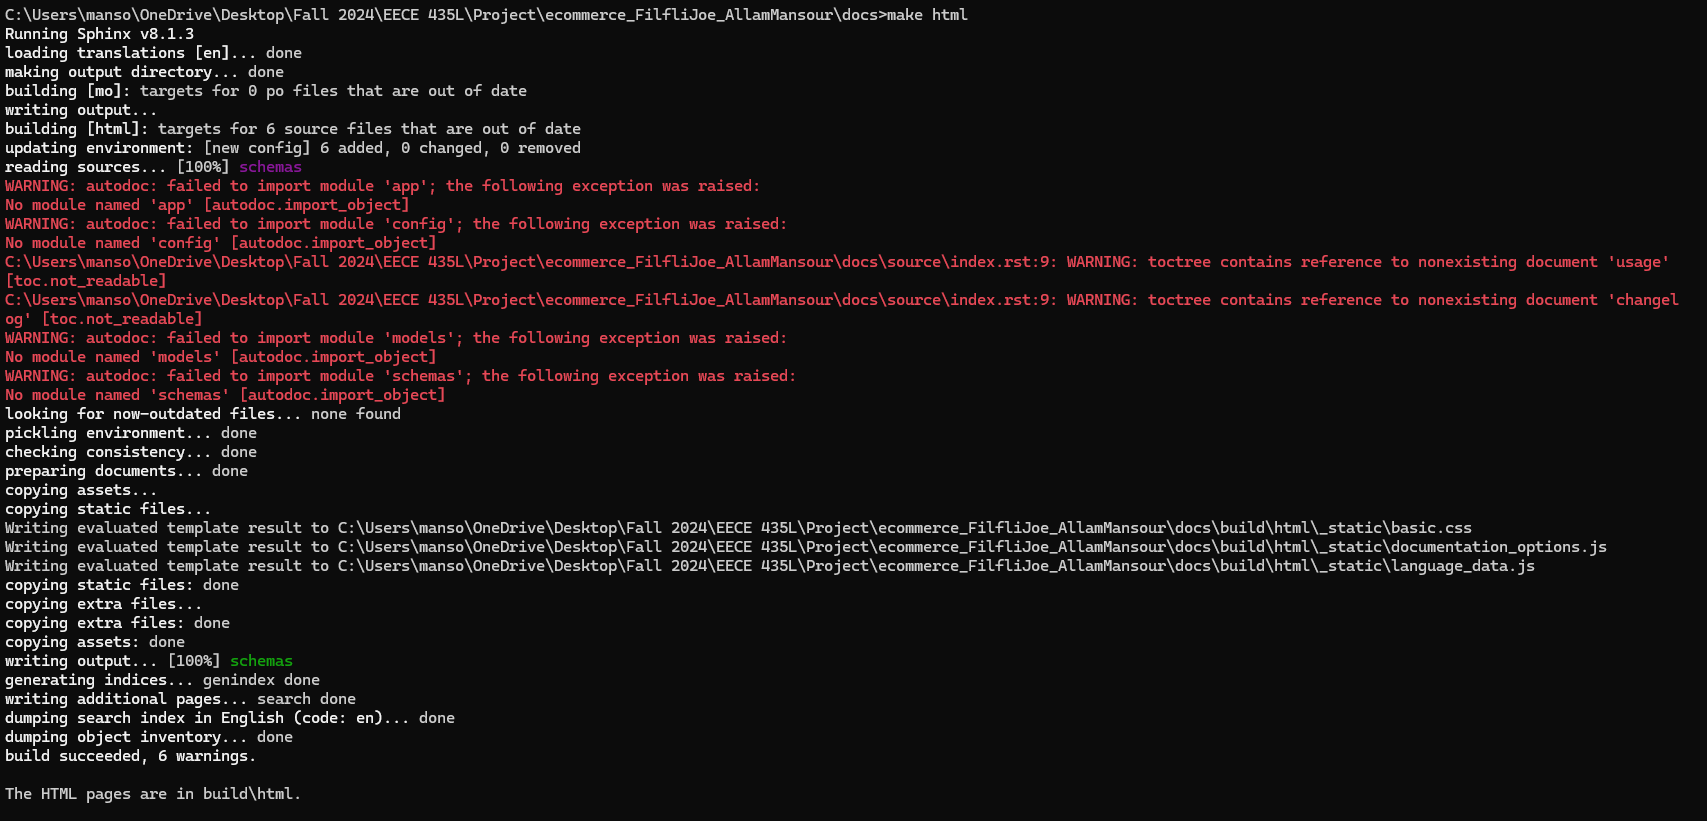 C:\Users\manso\OneDrive\Desktop\Fall 2024\EECE 435L\Project\ecommerce_FilfliJoe_AllamMansour\docs>make html
Running Sphinx v8.1.3
loading translations [en]... done
making output directory... done
building [mo]: targets for 0 po files that are out of date
writing output...
building [html]: targets for 6 source files that are out of date
updating environment: [new config] 6 added, 0 changed, 0 removed
reading sources... [100%] schemas
WARNING: autodoc: failed to import module 'app'; the following exception was raised:
No module named 'app' [autodoc.import_object]
WARNING: autodoc: failed to import module 'config'; the following exception was raised:
No module named 'config' [autodoc.import_object]
C:\Users\manso\OneDrive\Desktop\Fall 2024\EECE 435L\Project\ecommerce_FilfliJoe_AllamMansour\docs\source\index.rst:9: WARNING: toctree contains reference to nonexisting document 'usage'
[toc.not_readable]
C:\Users\manso\OneDrive\Desktop\Fall 2024\EECE 435L\Project\ecommerce_FilfliJoe_AllamMansour\docs\source\index.rst:9: WARNING: toctree contains reference to nonexisting document 'changel
og' [toc.not_readable]
WARNING: autodoc: failed to import module 'models'; the following exception was raised:
No module named 'models' [autodoc.import_object]
WARNING: autodoc: failed to import module 'schemas'; the following exception was raised:
No module named 'schemas' [autodoc.import_object]
looking for now-outdated files... none found
pickling environment... done
checking consistency... done
preparing documents... done
copying assets...
copying static files...
Writing evaluated template result to C:\Users\manso\OneDrive\Desktop\Fall 2024\EECE 435L\Project\ecommerce_FilfliJoe_AllamMansour\docs\build\html\_static\basic.css
Writing evaluated template result to C:\Users\manso\OneDrive\Desktop\Fall 2024\EECE 435L\Project\ecommerce_FilfliJoe_AllamMansour\docs\build\html\_static\documentation_options.js
Writing evaluated template result to C:\Users\manso\OneDrive\Desktop\Fall 2024\EECE 435L\Project\ecommerce_FilfliJoe_AllamMansour\docs\build\html\_static\language_data.js
copying static files: done
copying extra files...
copying extra files: done
copying assets: done
writing output... [100%] schemas
generating indices... genindex done
writing additional pages... search done
dumping search index in English (code: en)... done
dumping object inventory... done
build succeeded, 6 warnings.
The HTML pages are in build\html.